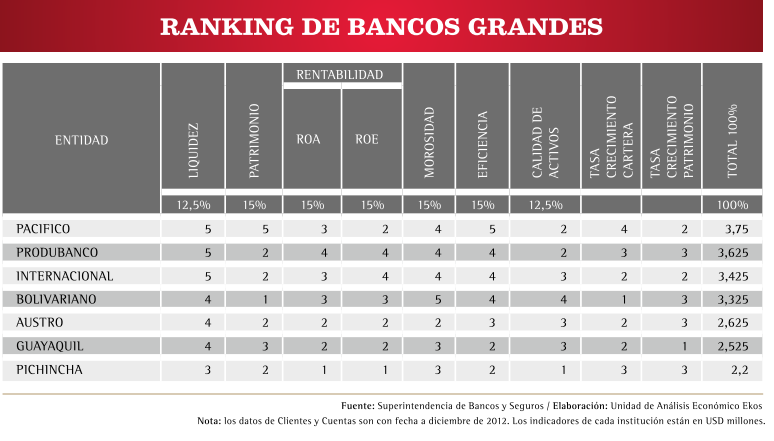 RANKING DE BANCOS GRANDES
RENTABILIDAD
ENTIDAD LIQUIDEZ PATRIMONIO ROA ROE MOROSIDAD EFICIENCIA CALIDAD DE ACTIVOS TASA CRECIMIENTO CARTERA TASA CRECIMIENTO PATRIMONIO TOTAL 100%
12,5% 15% 15% 15% 15% 15% 12,5% 100%
PACIFICO 5 5 3 2 4 5 2 4 2 3,75
PRODUBANCO 5 2 4 4 4 4 2 3 3 3,625
INTERNACIONAL 5 2 3 4 4 4 3 2 2 3,425
BOLIVARIANO 4 1 3 3 5 4 4 1 3 3,325
AUSTRO 4 2 2 2 2 3 3 2 3 2,625
GUAYAQUIL 4 3 2 2 3 2 3 2 1 2,525
PICHINCHA 3 2 1 1 3 2 1 3 3 2,2
Fuente: Superintendencia de Bancos y Seguros / Elaboración: Unidad de Análisis Económico Ekos
Nota: los datos de Clientes y Cuentas son con fecha a diciembre de 2012. Los indicadores de cada institución están en USD millones.